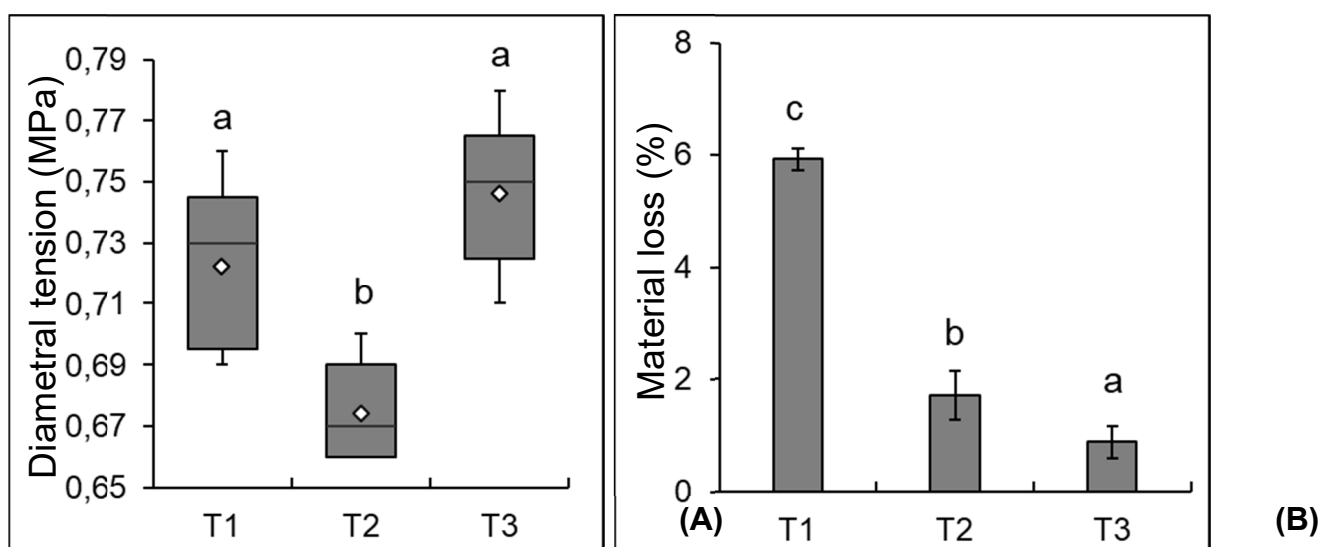 Diametral tension (MPa)
0,79
0,77
0,75
0,73
0,71
0,69
0,67
0,65
a
b
a
T1
T2
T3
(A)
Material loss (%)
8
6
4
2
0
c
b
a
T1
T2
T3
(B)